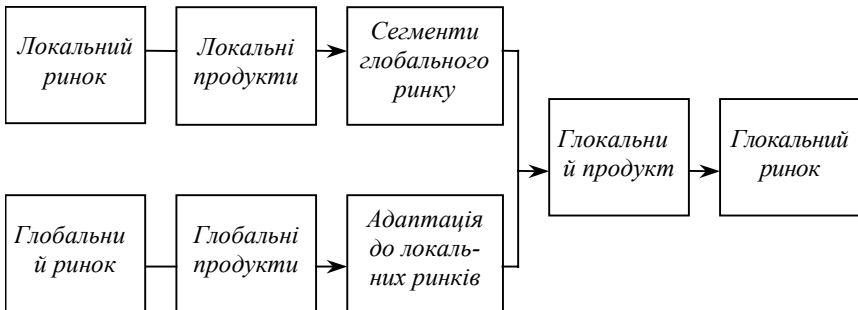 Локальний
ринок
Локальні
продукти
Сегменти
глобального
ринку
Глокальни
й продукт
Глокальний
ринок
Глобальни
й ринок
Глобальні
продукти
Адаптація
до локаль-
них ринків